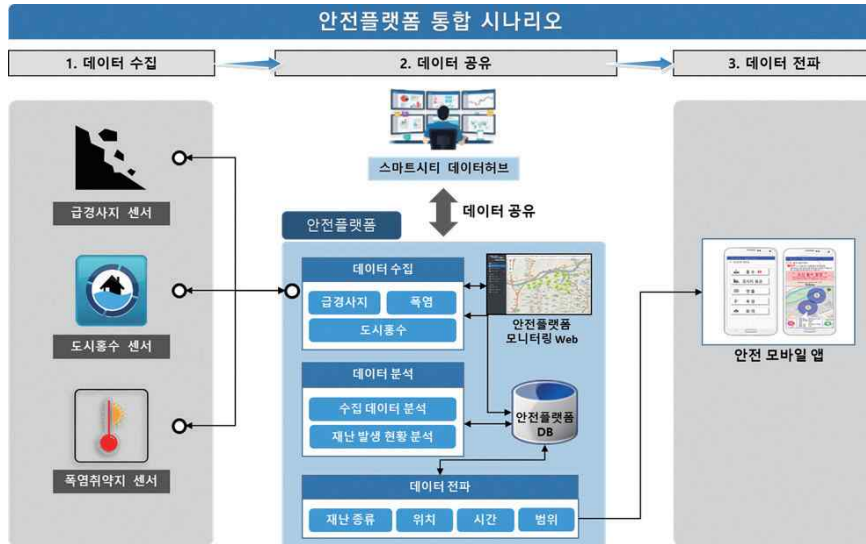 안전플랫폼 통합 시나리오
1. 데이터 수집
2. 데이터 공유
3. 데이터 전파
급경사지 센서
도시홍수 센서
폭염취약지 센서
스마트시티 데이터허브
데이터 공유
안전플랫폼
데이터 수집
급경사지
폭염
도시홍수
안전플랫폼
모니터링 Web
데이터 분석
수집 데이터 분석
재난 발생 현황 분석
안전플랫폼
DB
데이터 전파
재난 종류
위치
시간
범위
안전 모바일 앱